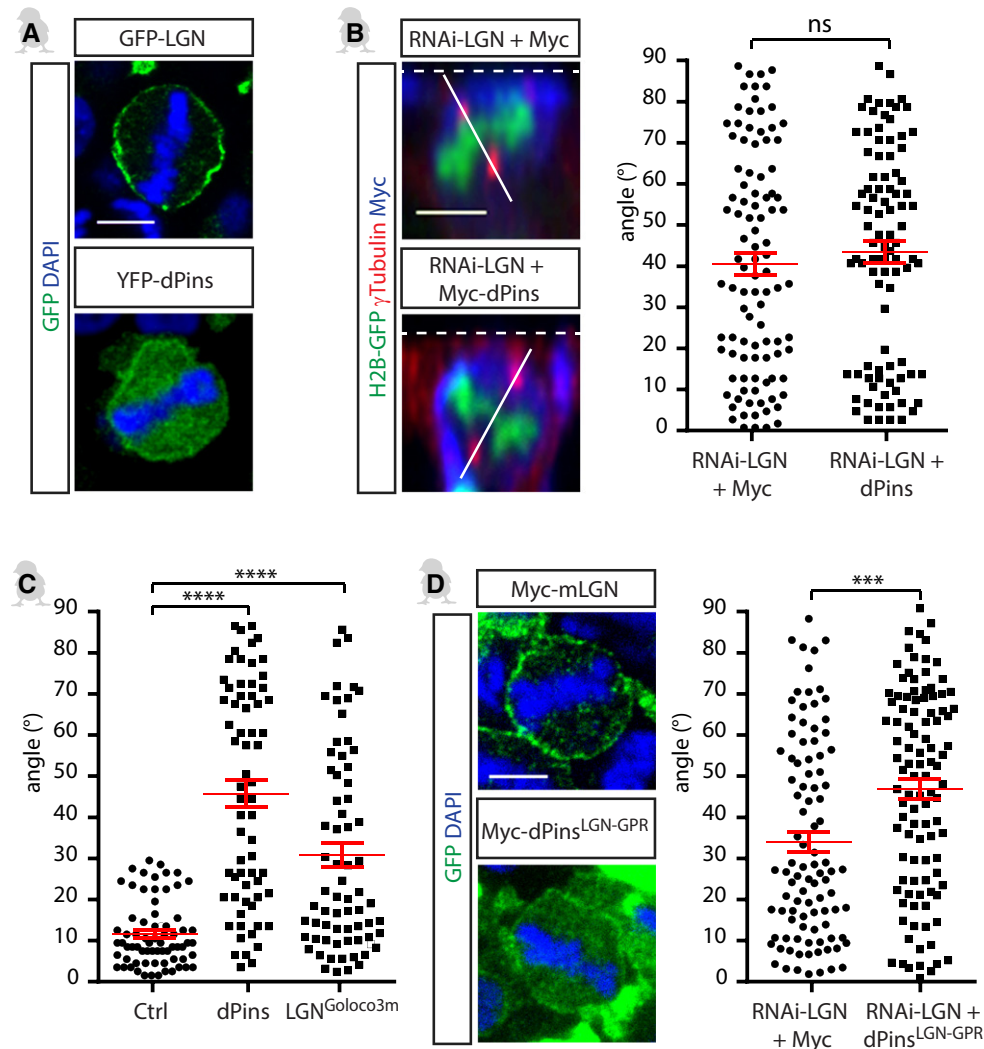 A
GFP-LGN
GFP DAPI
YFP-dPins
B
RNAi-LGN + Myc
H2B-GFP γTubulin Myc
RNAi-LGN +
Myc-dPins
ns
angle (°)
90
80
70
60
50
40
30
20
10
0
RNAi-LGN
+ Myc
RNAi-LGN +
dPins
C
****
****
angle (°)
90
80
70
60
50
40
30
20
10
0
Ctrl
dPins
LGN^Goloco3m
D
Myc-mLGN
GFP DAPI
Myc-dPins^LGN-GPR
***
angle (°)
90
80
70
60
50
40
30
20
10
0
RNAi-LGN
+ Myc
RNAi-LGN +
dPins^LGN-GPR